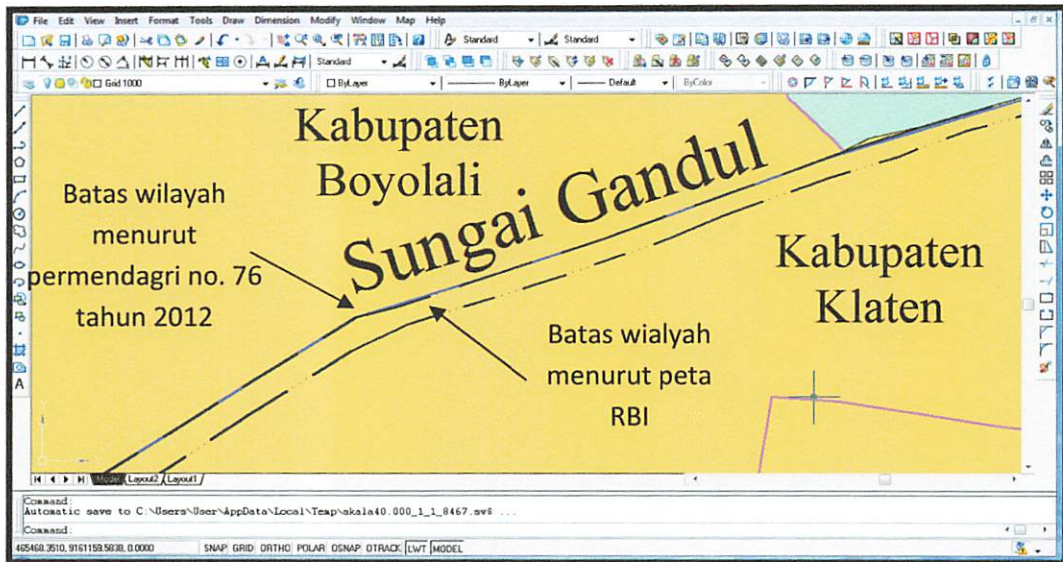 File Edit View Insert Format Tools Draw Dimension Modify Window Map Help
Standard Standard
Standard
Grid 1000 ByLayer ByLayer Default ByColor
Kabupaten
Boyolali
Sungai Gandul
Batas wilayah
menurut
permendagri no. 76
tahun 2012
Kabupaten
Klaten
Batas wialyah
menurut peta
RBI
Model Layout2 Layout1
Command:
Automatic save to C:\Users\User\AppData\Local\Temp\skala40.000_1_1_8467.sv$ ...
Command:
465468.3510, 9161159.5838, 0.0000 SNAP GRID ORTHO POLAR OSNAP OTRACK LWT MODEL